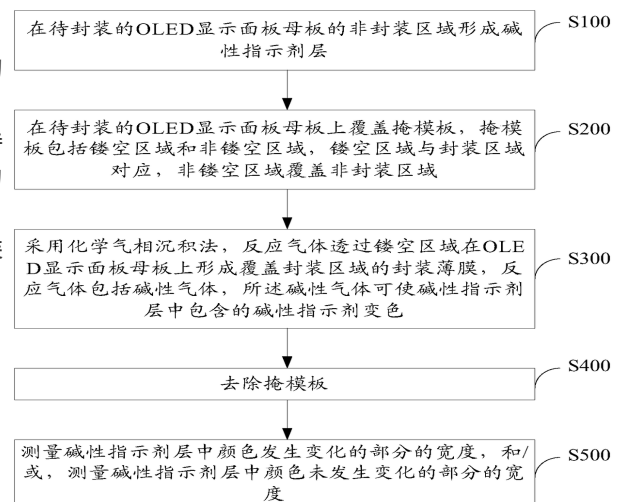 在待封装的OLED显示面板母板的非封装区域形成碱
性指示剂层
S100
在待封装的OLED显示面板母板上覆盖掩模板，掩模
板包括镂空区域和非镂空区域，镂空区域与封装区域
对应，非镂空区域覆盖非封装区域
S200
采用化学气相沉积法，反应气体透过镂空区域在OLE
D显示面板母板上形成覆盖封装区域的封装薄膜，反
应气体包括碱性气体，所述碱性气体可使碱性指示剂
层中包含的碱性指示剂变色
S300
去除掩模板
S400
测量碱性指示剂层中颜色发生变化的部分的宽度，和/
或，测量碱性指示剂层中颜色未发生变化的部分的宽
度
S500